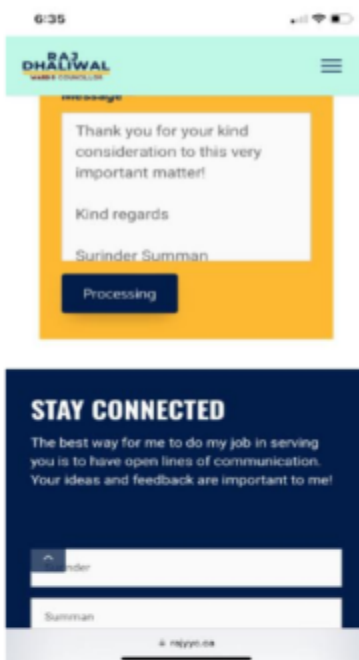 6:35
RAJ
DHALIWAL
WARD 5 COUNCILLOR
Message
Thank you for your kind
consideration to this very
important matter!
Kind regards
Surinder Summan
Processing
STAY CONNECTED
The best way for me to do my job in serving
you is to have open lines of communication.
Your ideas and feedback are important to me!
Surinder
Summan
rajyyc.ca